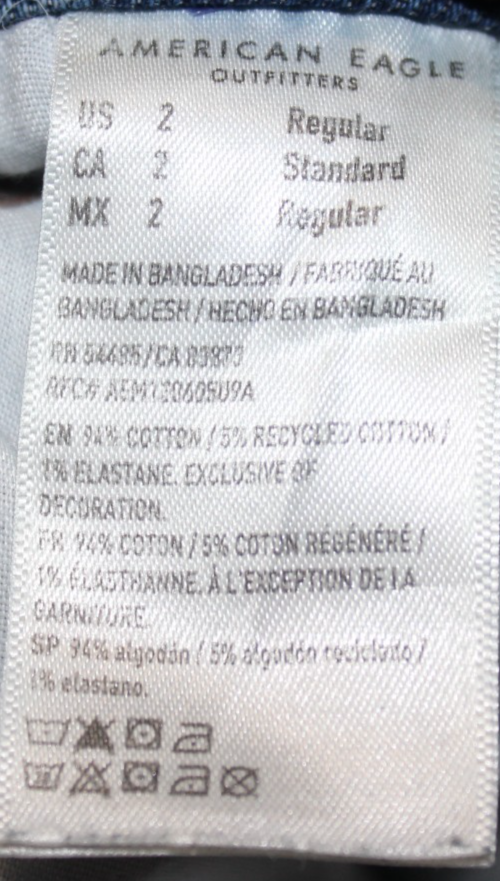 AMERICAN EAGLE
OUTFITTERS
US 2 Regular
CA 2 Standard
MX 2 Regular
MADE IN BANGLADESH / FABRIQUÉ AU
BANGLADESH / HECHO EN BANGLADESH
RN 54485/CA 03873
RFC# AEM120605U9A
EN 94% COTTON / 5% RECYCLED COTTON /
1% ELASTANE. EXCLUSIVE OF
DECORATION.
FR 94% COTON / 5% COTON RÉGÉNÉRÉ /
1% ÉLASTHANNE. À L'EXCEPTION DE LA
GARNITURE.
SP 94% algodón / 5% algodón reciclado /
1% elastano.